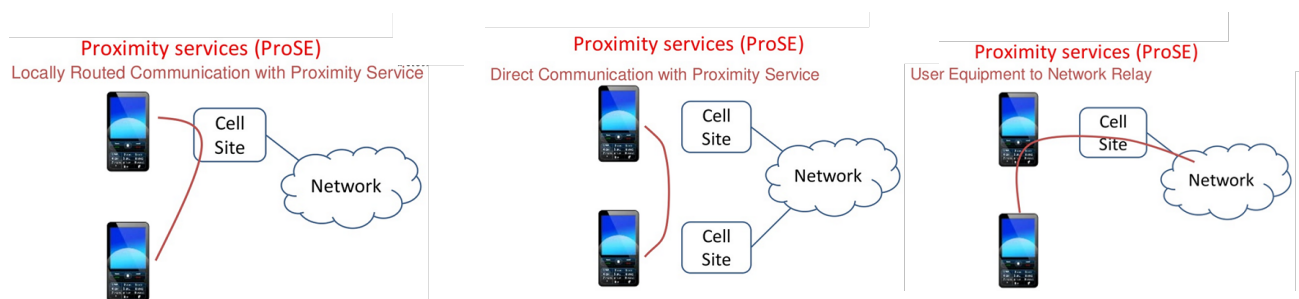 Proximity services (ProSE)
Locally Routed Communication with Proximity Service
Cell
Site
Network
Proximity services (ProSE)
Direct Communication with Proximity Service
Cell
Site
Network
Cell
Site
Proximity services (ProSE)
User Equipment to Network Relay
Cell
Site
Network